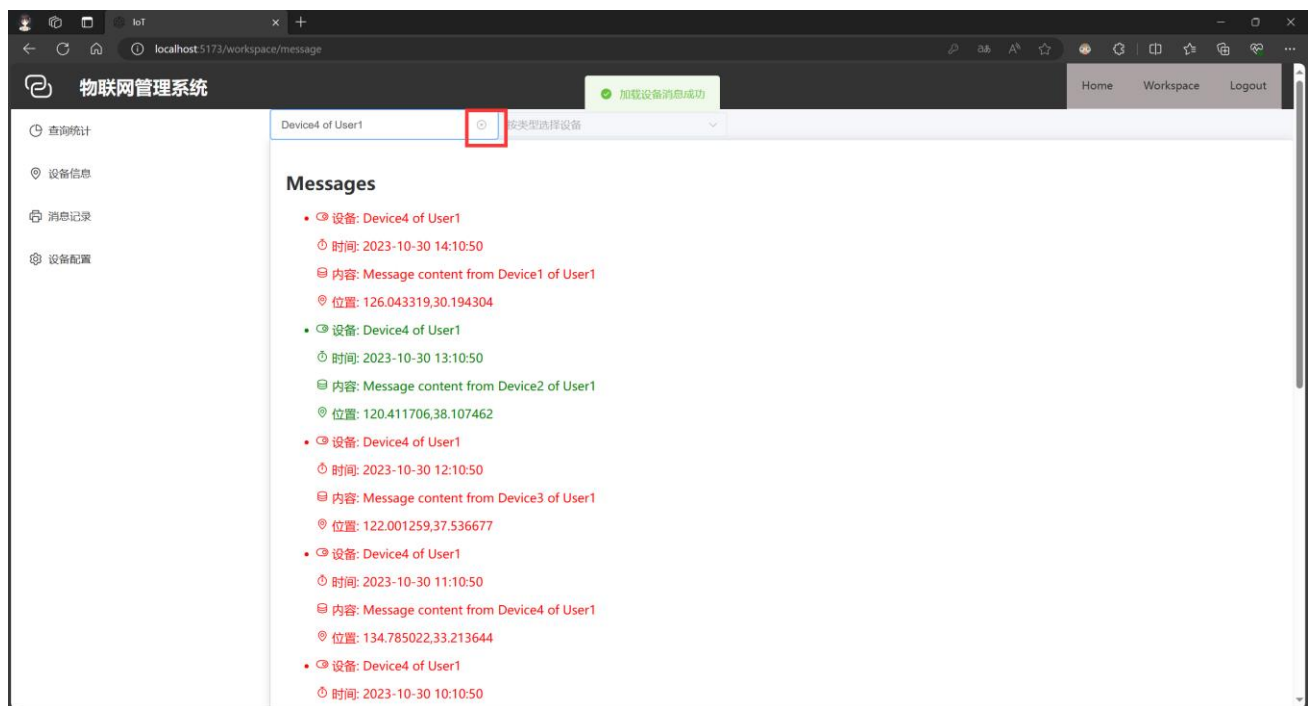 IoT
localhost:5173/workspace/message
物联网管理系统
加载设备消息成功
Home Workspace Logout
查询统计
设备信息
消息记录
设备配置
Device4 of User1
按类型选择设备
Messages
设备: Device4 of User1
时间: 2023-10-30 14:10:50
内容: Message content from Device1 of User1
位置: 126.043319,30.194304
设备: Device4 of User1
时间: 2023-10-30 13:10:50
内容: Message content from Device2 of User1
位置: 120.411706,38.107462
设备: Device4 of User1
时间: 2023-10-30 12:10:50
内容: Message content from Device3 of User1
位置: 122.001259,37.536677
设备: Device4 of User1
时间: 2023-10-30 11:10:50
内容: Message content from Device4 of User1
位置: 134.785022,33.213644
设备: Device4 of User1
时间: 2023-10-30 10:10:50